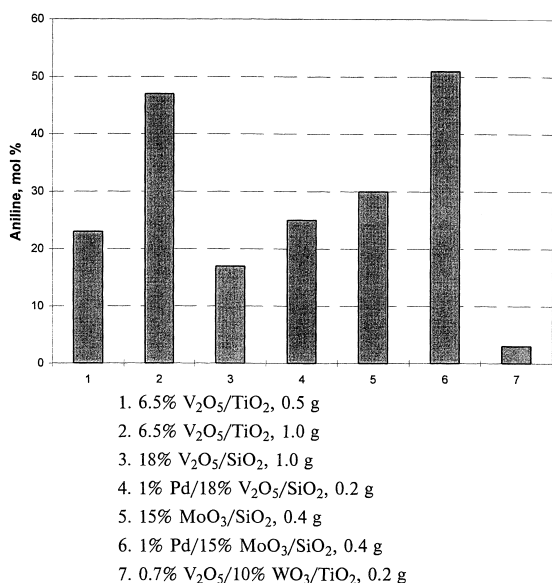 60
50
40
30
20
10
0
Aniline, mol %
1 2 3 4 5 6 7
1. 6.5% V₂O₅/TiO₂, 0.5 g
2. 6.5% V₂O₅/TiO₂, 1.0 g
3. 18% V₂O₅/SiO₂, 1.0 g
4. 1% Pd/18% V₂O₅/SiO₂, 0.2 g
5. 15% MoO₃/SiO₂, 0.4 g
6. 1% Pd/15% MoO₃/SiO₂, 0.4 g
7. 0.7% V₂O₅/10% WO₃/TiO₂, 0.2 g